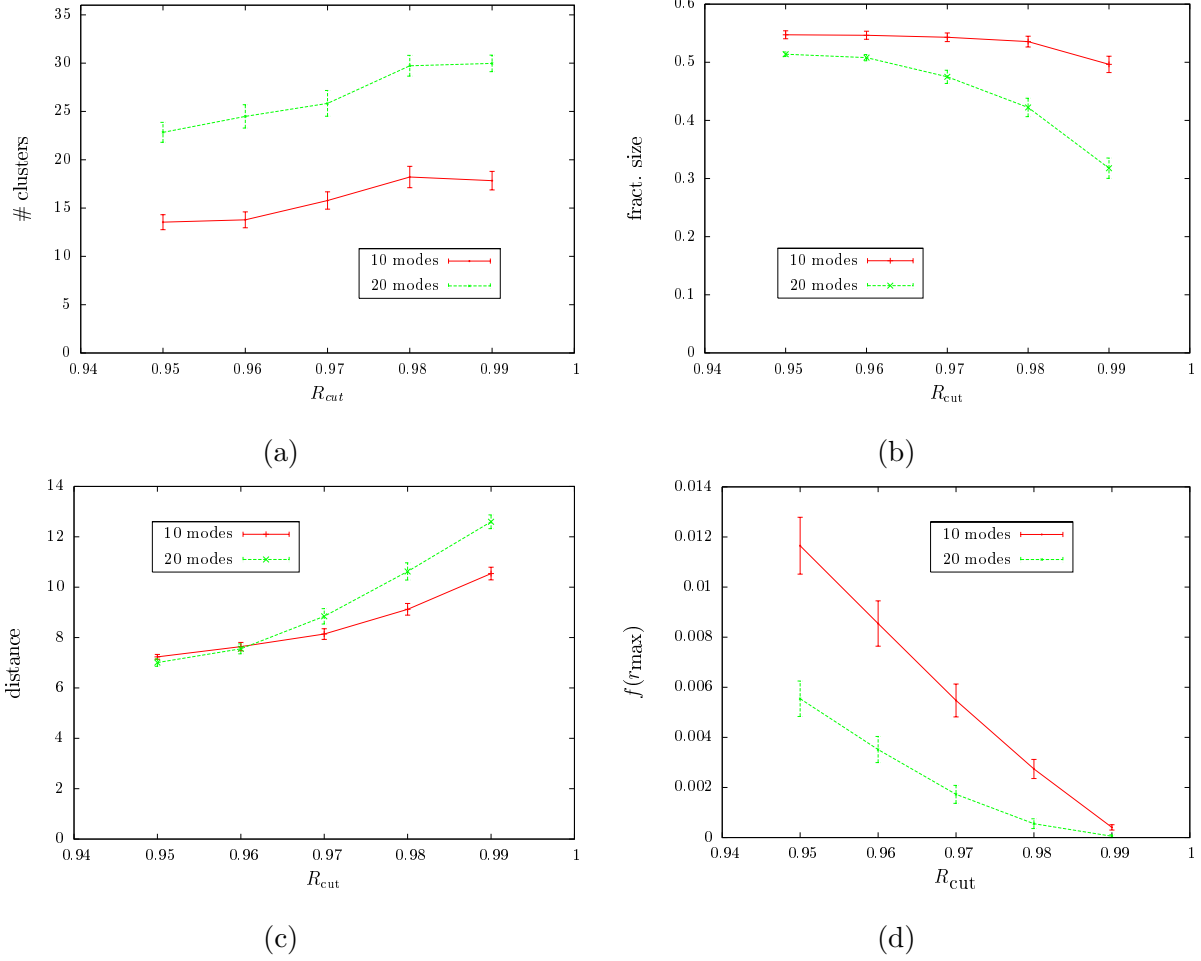 35
30
25
20
15
10
5
0
# clusters
10 modes
20 modes
0.94 0.95 0.96 0.97 0.98 0.99 1
R_cut
(a)
0.6
0.5
0.4
0.3
0.2
0.1
0
fract. size
10 modes
20 modes
0.94 0.95 0.96 0.97 0.98 0.99 1
R_cut
(b)
14
12
10
8
6
4
2
0
distance
10 modes
20 modes
0.94 0.95 0.96 0.97 0.98 0.99 1
R_cut
(c)
0.014
0.012
0.01
0.008
0.006
0.004
0.002
0
f(rmax)
10 modes
20 modes
0.94 0.95 0.96 0.97 0.98 0.99 1
R_cut
(d)